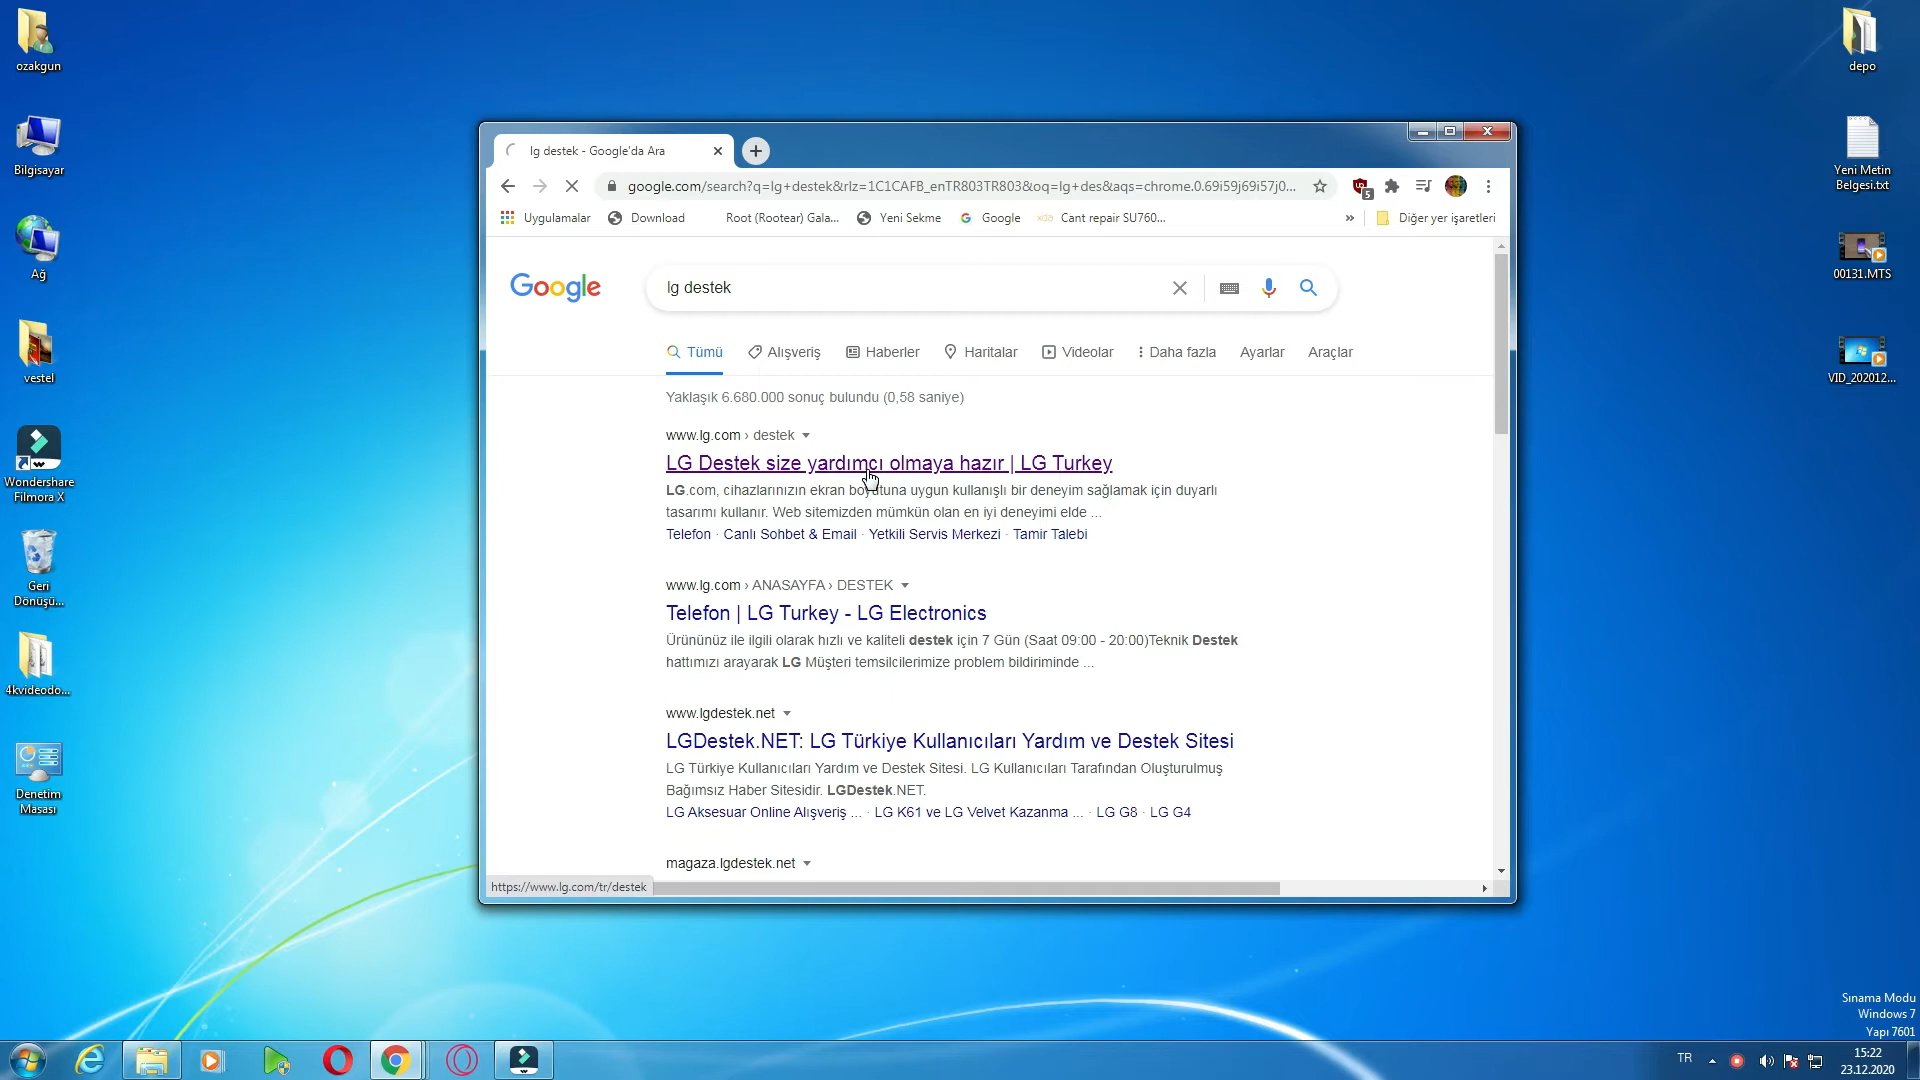 ozakgun
Bilgisayar
Ağ
vestel
Wondershare
Filmora X
Geri
Dönüşü...
4kvideodo...
Denetim
Masası
depo
Yeni Metin
Belgesi.txt
00131.MTS
VID_202012...
lg destek - Google'da Ara
google.com/search?q=lg+destek&rlz=1C1CAFB_enTR803TR803&oq=lg+des&aqs=chrome.0.69i59j69i57j0...
5
Uygulamalar
Download
Root (Rootear) Gala...
Yeni Sekme
Google
Cant repair SU760...
»
Diğer yer işaretleri
Google
lg destek
Tümü
Alışveriş
Haberler
Haritalar
Videolar
Daha fazla
Ayarlar
Araçlar
Yaklaşık 6.680.000 sonuç bulundu (0,58 saniye)
www.lg.com › destek
LG Destek size yardımcı olmaya hazır | LG Turkey
LG.com, cihazlarınızın ekran boyutuna uygun kullanışlı bir deneyim sağlamak için duyarlı
tasarımı kullanır. Web sitemizden mümkün olan en iyi deneyimi elde ...
Telefon · Canlı Sohbet & Email · Yetkili Servis Merkezi · Tamir Talebi
www.lg.com › ANASAYFA › DESTEK
Telefon | LG Turkey - LG Electronics
Ürününüz ile ilgili olarak hızlı ve kaliteli destek için 7 Gün (Saat 09:00 - 20:00)Teknik Destek
hattımızı arayarak LG Müşteri temsilcilerimize problem bildiriminde ...
www.lgdestek.net
LGDestek.NET: LG Türkiye Kullanıcıları Yardım ve Destek Sitesi
LG Türkiye Kullanıcıları Yardım ve Destek Sitesi. LG Kullanıcıları Tarafından Oluşturulmuş
Bağımsız Haber Sitesidir. LGDestek.NET.
LG Aksesuar Online Alışveriş ... · LG K61 ve LG Velvet Kazanma ... · LG G8 · LG G4
magaza.lgdestek.net
https://www.lg.com/tr/destek
Sınama Modu
Windows 7
Yapı 7601
TR
15:22
23.12.2020